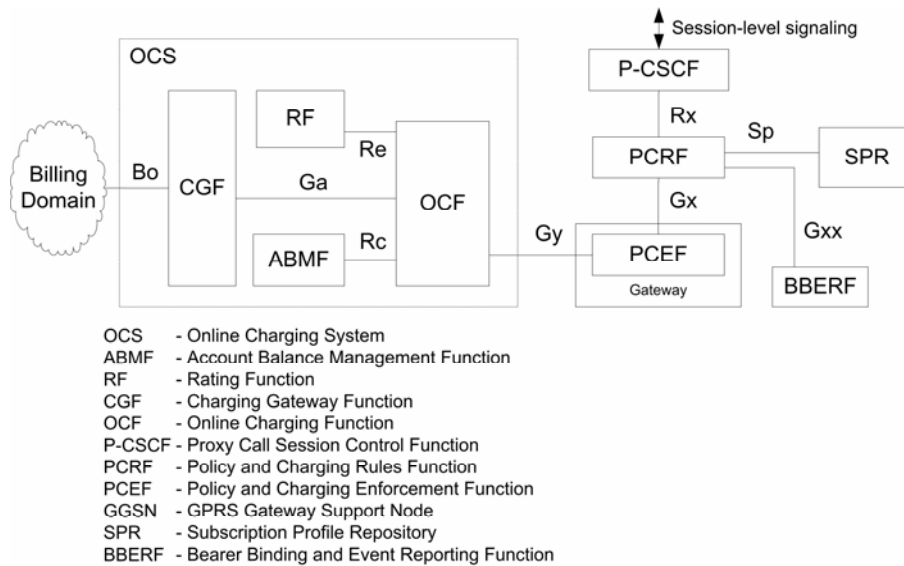 Session-level signaling
OCS
P-CSCF
RF
Rx
Re
Sp
Billing
Domain
Bo
CGF
Ga
OCF
PCRF
SPR
Gx
Rc
Gy
Gxx
ABMF
PCEF
Gateway
BBERF
OCS - Online Charging System
ABMF - Account Balance Management Function
RF - Rating Function
CGF - Charging Gateway Function
OCF - Online Charging Function
P-CSCF - Proxy Call Session Control Function
PCRF - Policy and Charging Rules Function
PCEF - Policy and Charging Enforcement Function
GGSN - GPRS Gateway Support Node
SPR - Subscription Profile Repository
BBERF - Bearer Binding and Event Reporting Function